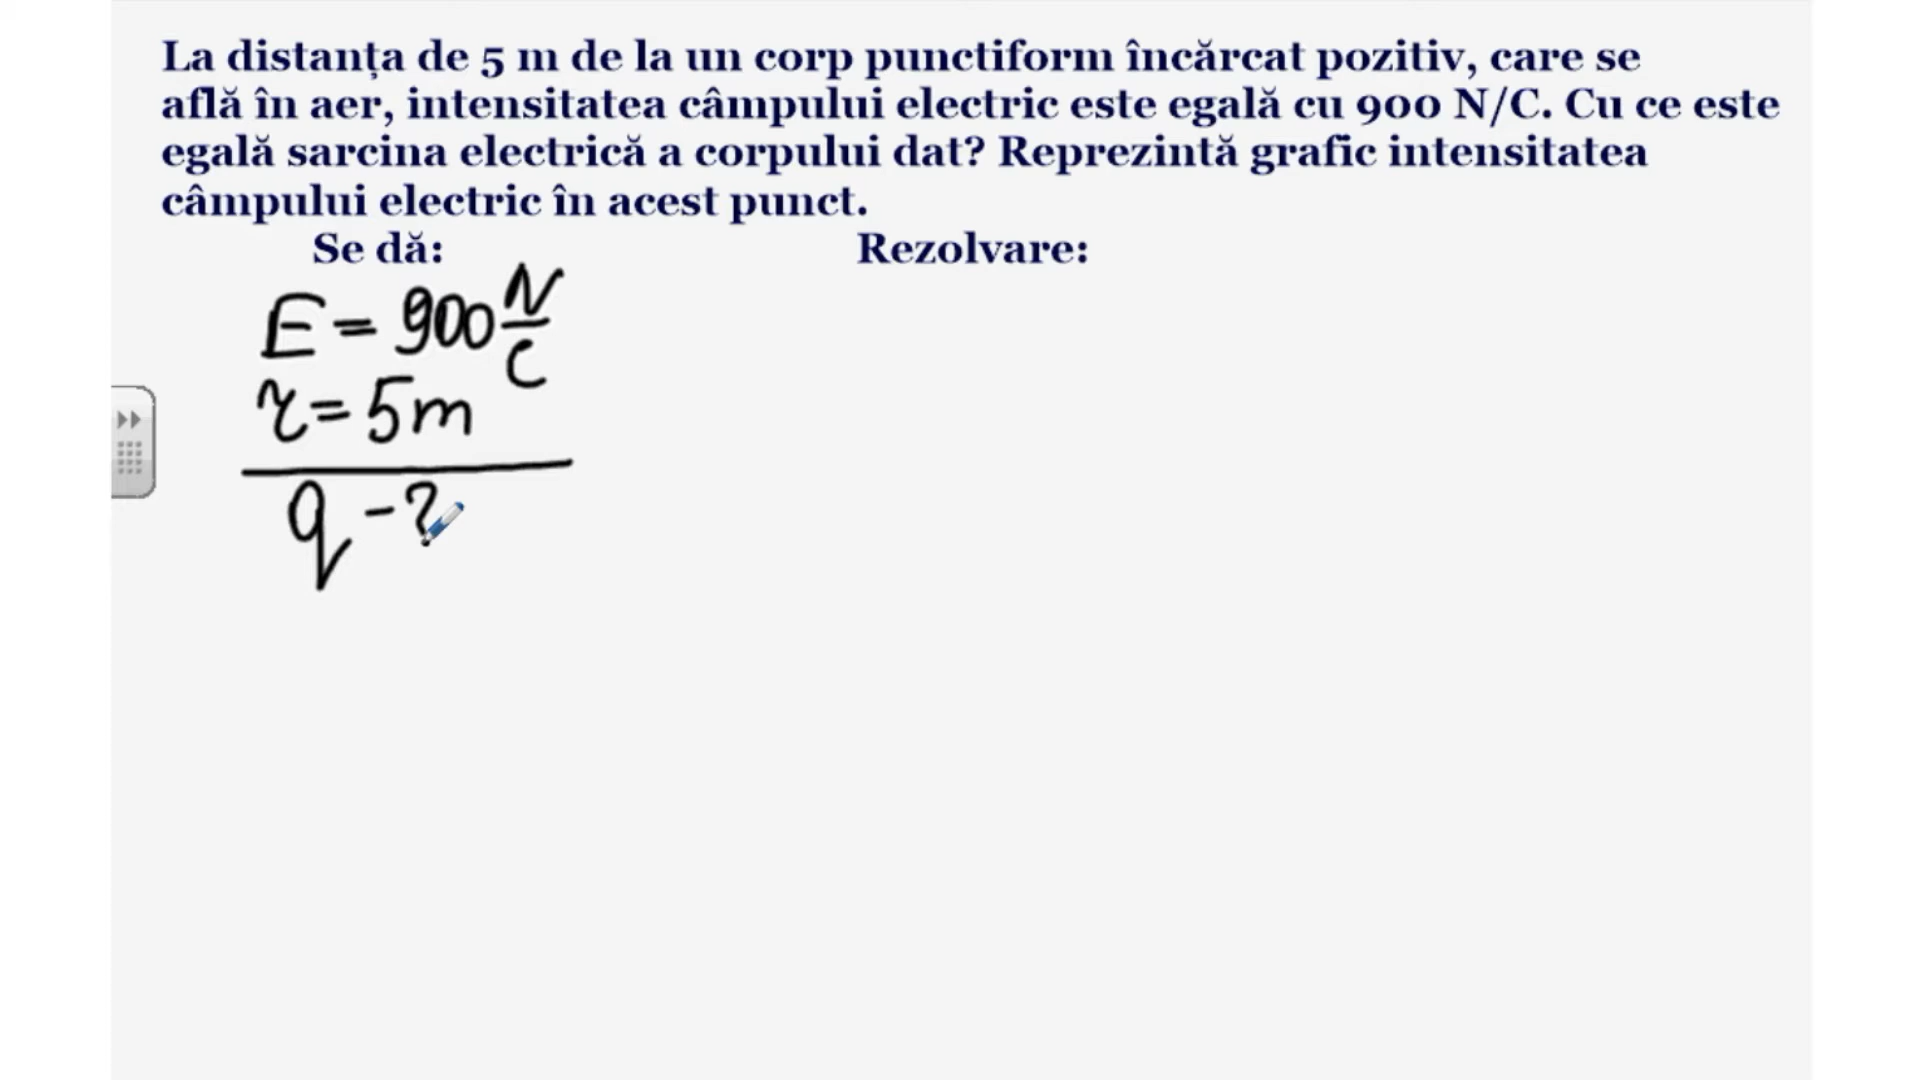 La distanța de 5 m de la un corp punctiform încărcat pozitiv, care se
află în aer, intensitatea câmpului electric este egală cu 900 N/C. Cu ce este
egală sarcina electrică a corpului dat? Reprezintă grafic intensitatea
câmpului electric în acest punct.
Se dă: Rezolvare:
E = 900 N/C
r = 5 m
q - ?